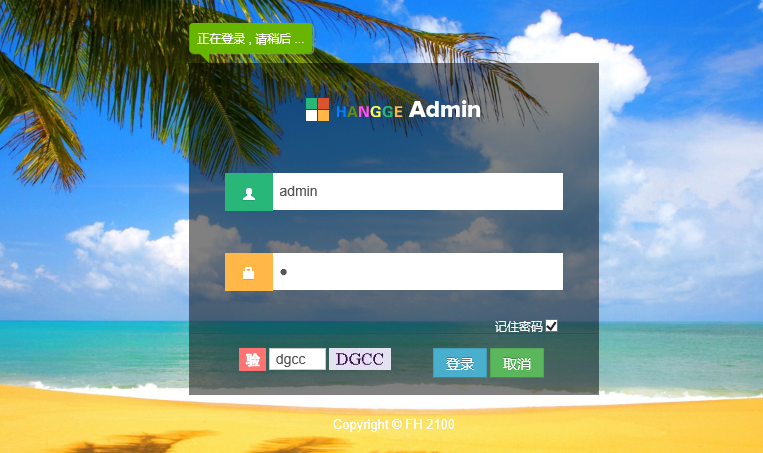 正在登录 , 请稍后 ...
HANGGE Admin
admin
●
记住密码
验 dgcc DGCC 登录 取消
Copyright © FH 2100